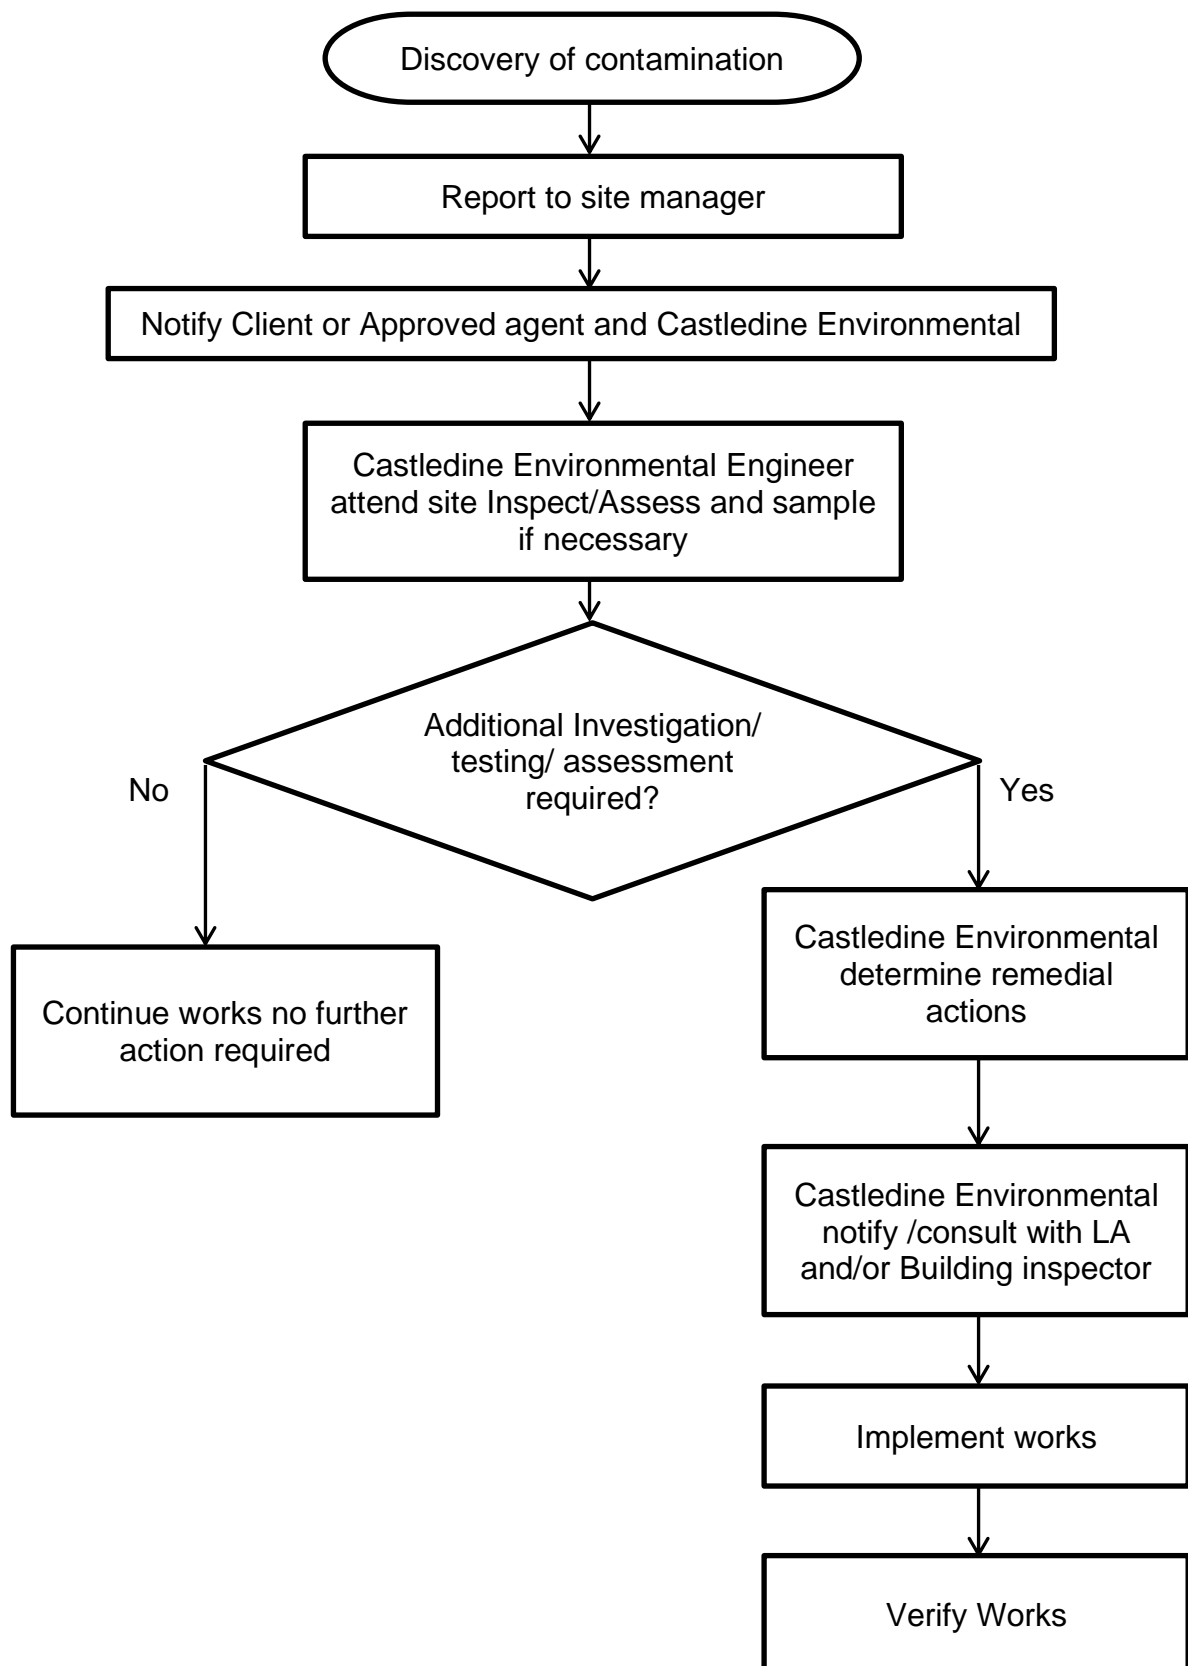 Discovery of contamination
Report to site manager
Notify Client or Approved agent and Castledine Environmental
Castledine Environmental Engineer
attend site Inspect/Assess and sample
if necessary
Additional Investigation/
testing/ assessment
required?
No
Yes
Continue works no further
action required
Castledine Environmental
determine remedial
actions
Castledine Environmental
notify /consult with LA
and/or Building inspector
Implement works
Verify Works